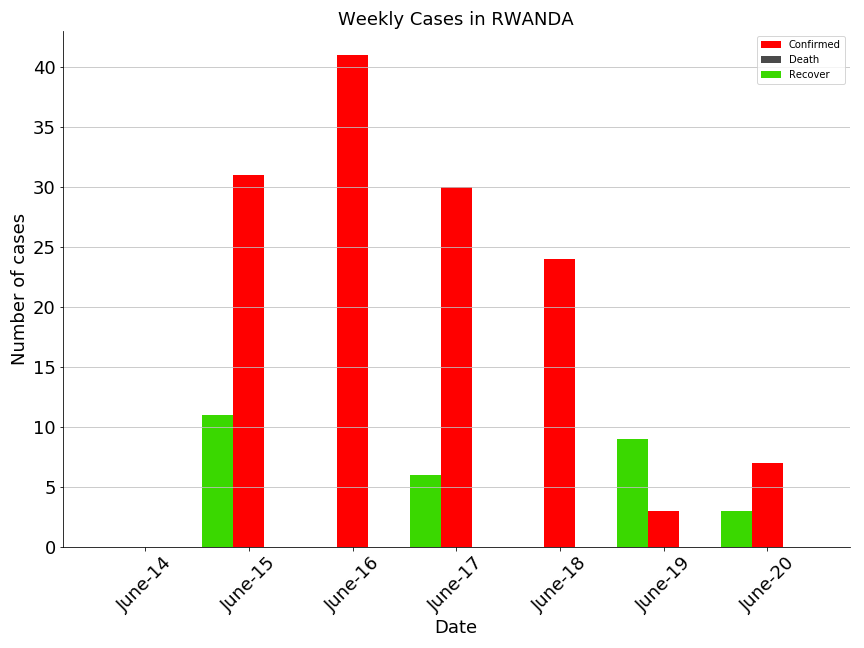 Weekly Cases in RWANDA
Confirmed
Death
Recover
Number of cases
40
35
30
25
20
15
10
5
0
June-14
June-15
June-16
June-17
June-18
June-19
June-20
Date